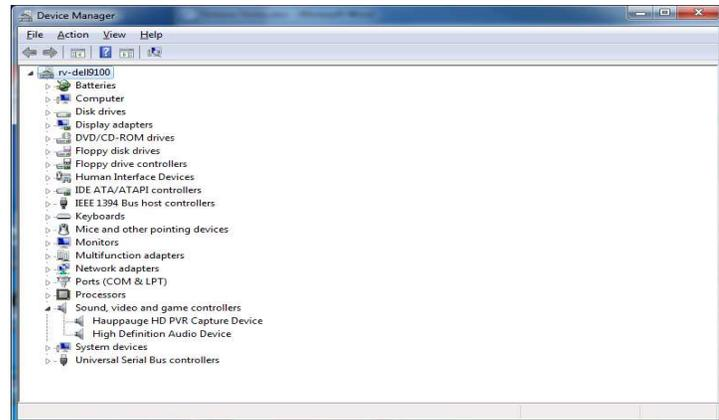 Device Manager
File Action View Help
rv-dell9100
Batteries
Computer
Disk drives
Display adapters
DVD/CD-ROM drives
Floppy disk drives
Floppy drive controllers
Human Interface Devices
IDE ATA/ATAPI controllers
IEEE 1394 Bus host controllers
Keyboards
Mice and other pointing devices
Monitors
Multifunction adapters
Network adapters
Ports (COM & LPT)
Processors
Sound, video and game controllers
Hauppauge HD PVR Capture Device
High Definition Audio Device
System devices
Universal Serial Bus controllers